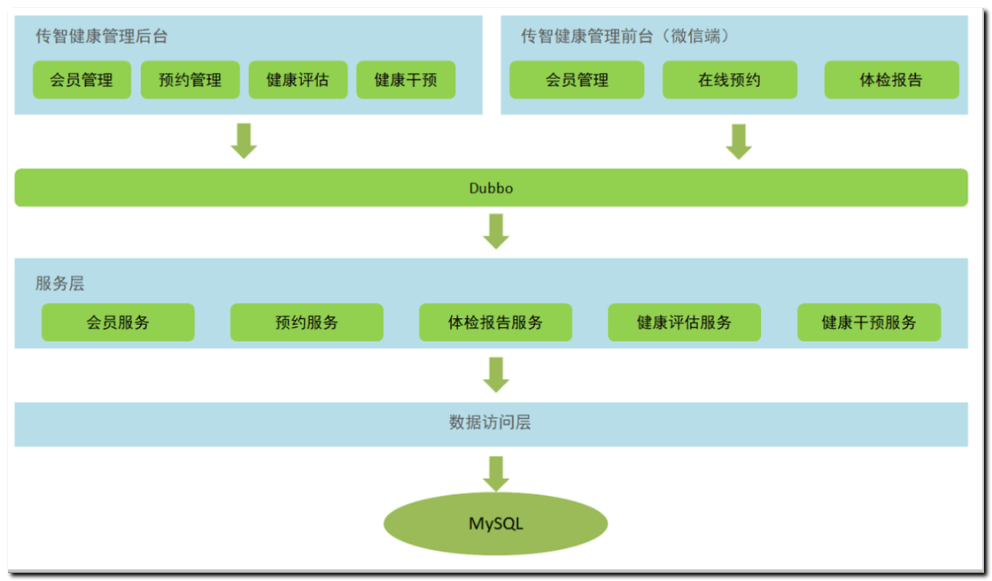 传智健康管理后台
会员管理 预约管理 健康评估 健康干预
传智健康管理前台（微信端）
会员管理 在线预约 体检报告
Dubbo
服务层
会员服务 预约服务 体检报告服务 健康评估服务 健康干预服务
数据访问层
MySQL